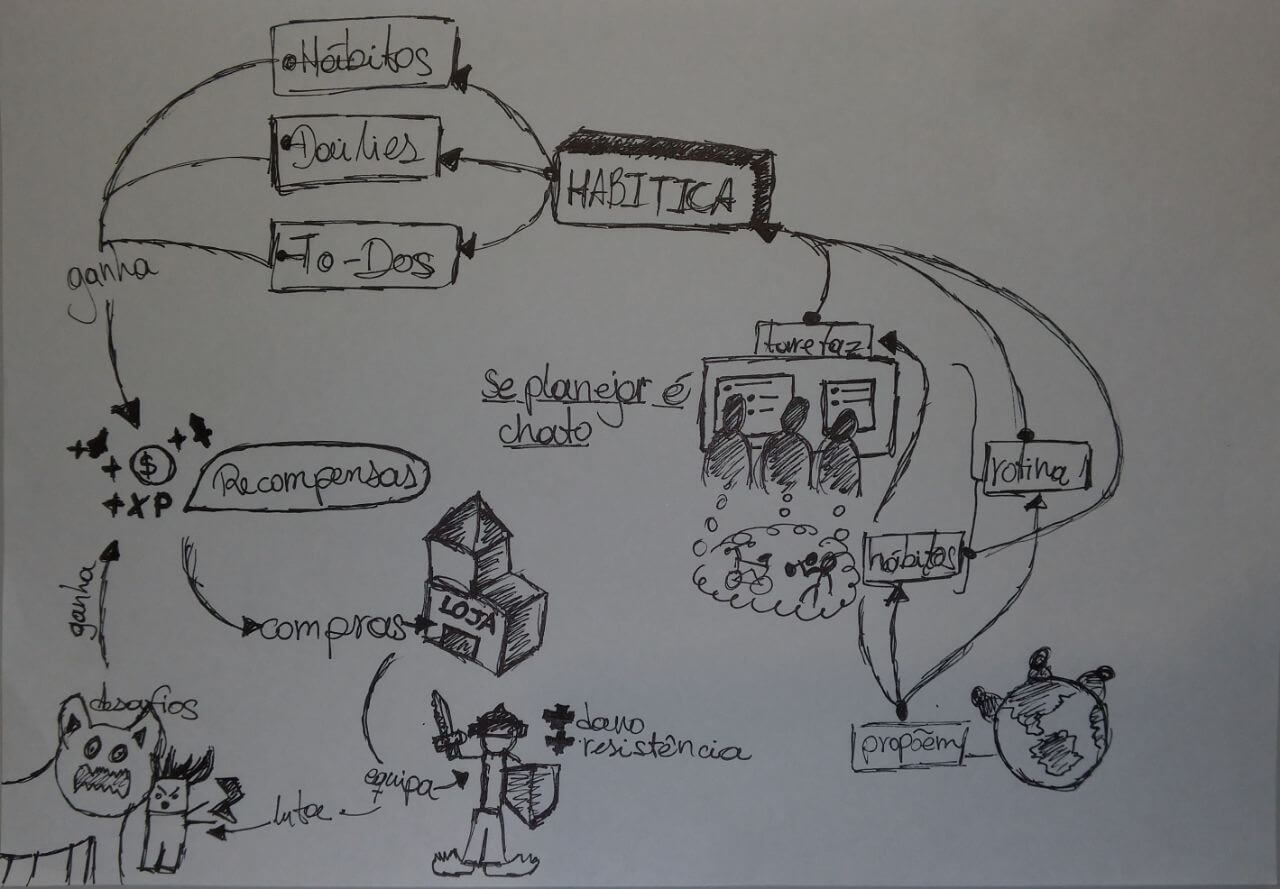 Hábitos
Dailies
HABITICA
To-Dos
ganha
tarefaz
se planejar é
chato
rotina
+ + $ +
+XP
Recompensas
hábitos
ganha
compras
LOJA
desafios
+ dano
+ resistência
propõem
equipa
luta